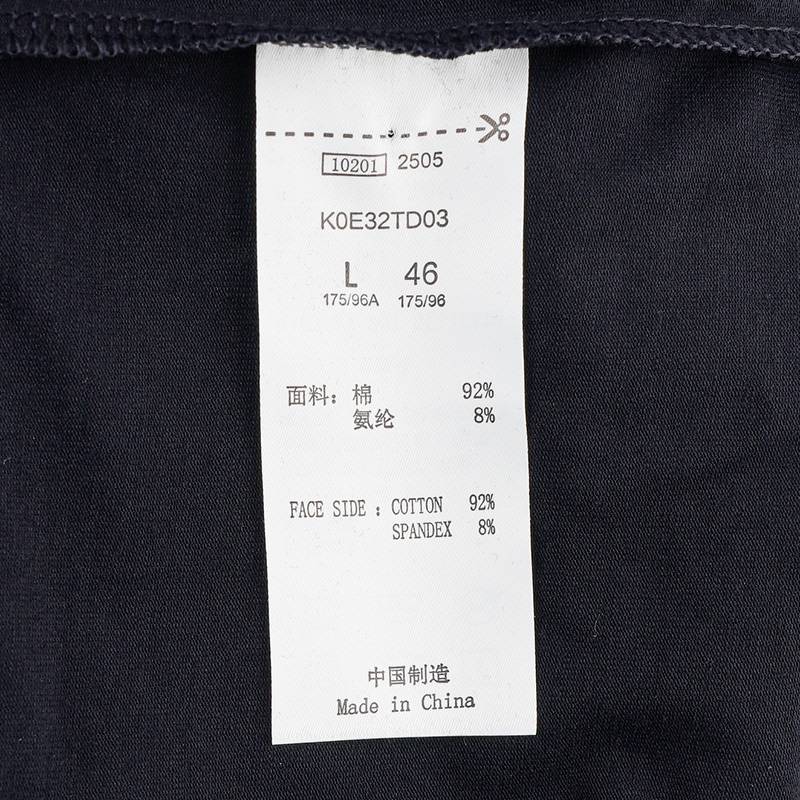 10201 2505
K0E32TD03
L 46
175/96A 175/96
面料：棉 92%
氨纶 8%
FACE SIDE : COTTON 92%
SPANDEX 8%
中国制造
Made in China